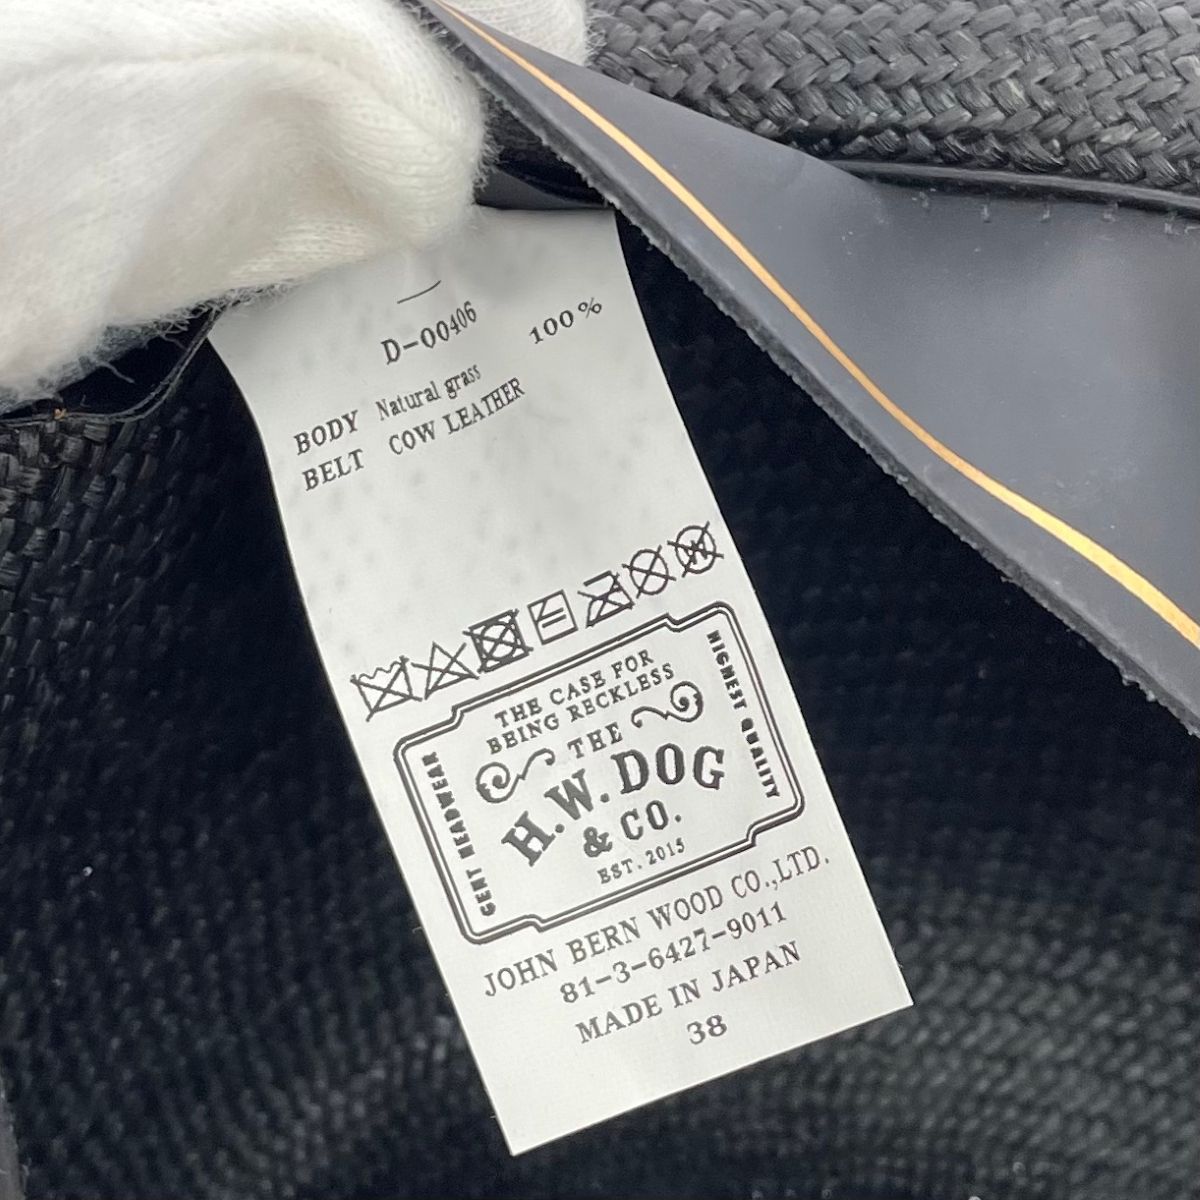 D-00406
BODY Natural grass 100%
BELT COW LEATHER
THE CASE FOR
BEING RECKLESS
THE
H.W. DOG
& CO.
EST. 2015
GENT HEADWEAR
HIGHEST QUALITY
JOHN BERN WOOD CO.,LTD.
81-3-6427-9011
MADE IN JAPAN
38